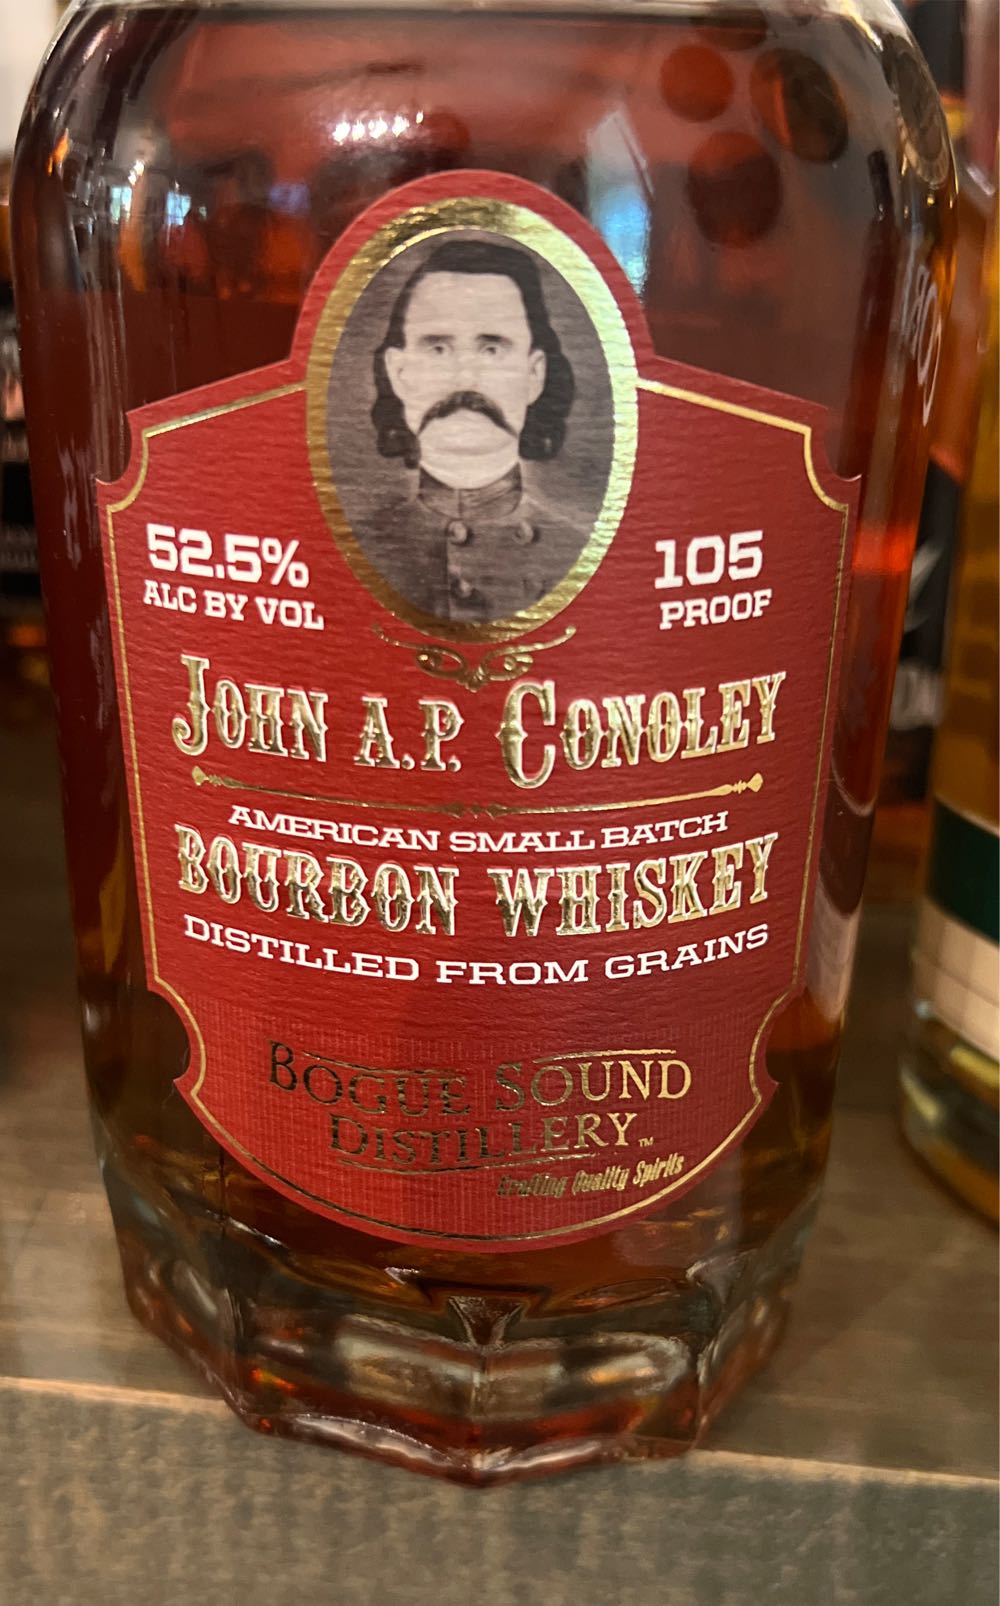 52.5%
ALC BY VOL
105
PROOF
JOHN A.P. CONOLEY
AMERICAN SMALL BATCH
BOURBON WHISKEY
DISTILLED FROM GRAINS
BOGUE SOUND
DISTILLERY™
Crafting Quality Spirits